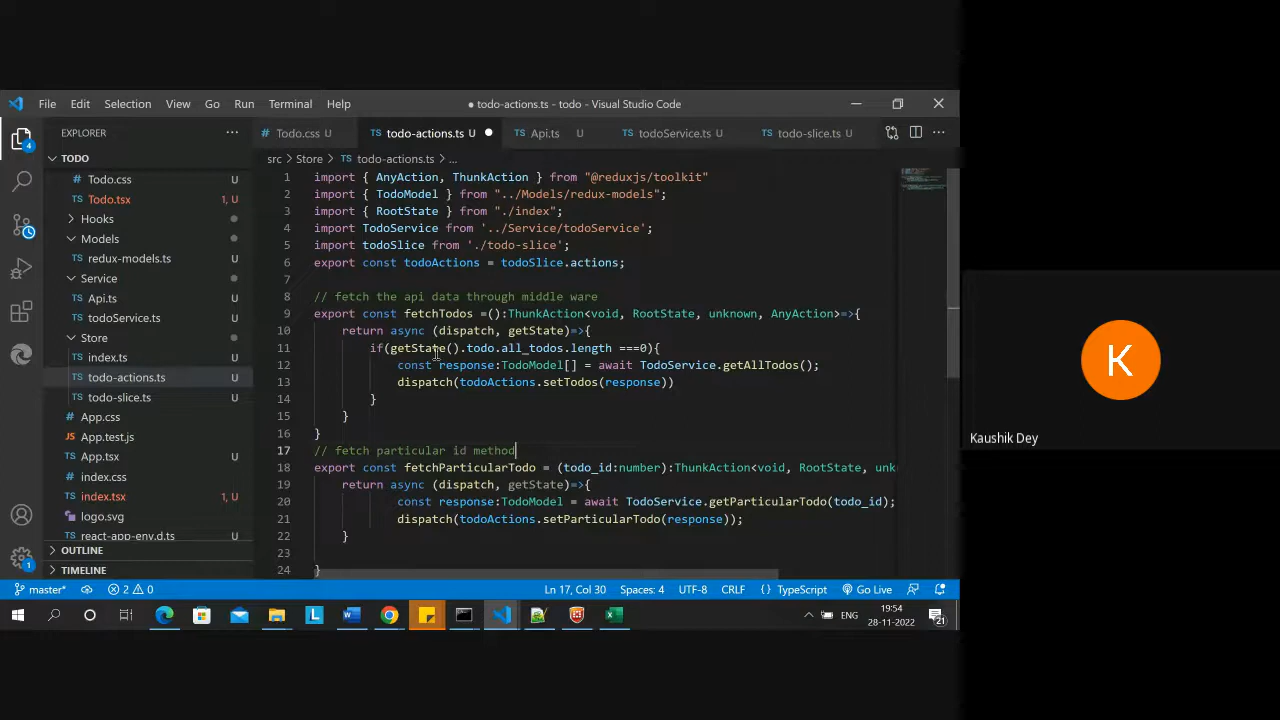 File Edit Selection View Go Run Terminal Help
● todo-actions.ts - todo - Visual Studio Code
EXPLORER
Todo.css U
TS todo-actions.ts U
TS Api.ts U
TS todoService.ts U
TS todo-slice.ts U
TODO
src > Store > TS todo-actions.ts > ...
Todo.css U
Todo.tsx 1, U
Hooks
Models
redux-models.ts U
Service
Api.ts U
todoService.ts U
Store
index.ts U
todo-actions.ts U
todo-slice.ts U
App.css U
App.test.js U
App.tsx U
index.css U
index.tsx 1, U
logo.svg U
react-app-env.d.ts U
OUTLINE
TIMELINE
1 import { AnyAction, ThunkAction } from "@reduxjs/toolkit"
2 import { TodoModel } from "../Models/redux-models";
3 import { RootState } from "./index";
4 import TodoService from '../Service/todoService';
5 import todoSlice from './todo-slice';
6 export const todoActions = todoSlice.actions;
7
8 // fetch the api data through middle ware
9 export const fetchTodos =():ThunkAction<void, RootState, unknown, AnyAction>=>{
10 return async (dispatch, getState)=>{
11 if(getState().todo.all_todos.length ===0){
12 const response:TodoModel[] = await TodoService.getAllTodos();
13 dispatch(todoActions.setTodos(response))
14 }
15 }
16 }
17 // fetch particular id method
18 export const fetchParticularTodo = (todo_id:number):ThunkAction<void, RootState, unk
19 return async (dispatch, getState)=>{
20 const response:TodoModel = await TodoService.getParticularTodo(todo_id);
21 dispatch(todoActions.setParticularTodo(response));
22 }
23
24 }
K
Kaushik Dey
4
1
master* 2 0 Ln 17, Col 30 Spaces: 4 UTF-8 CRLF {} TypeScript Go Live
L
ENG
19:54
28-11-2022
21